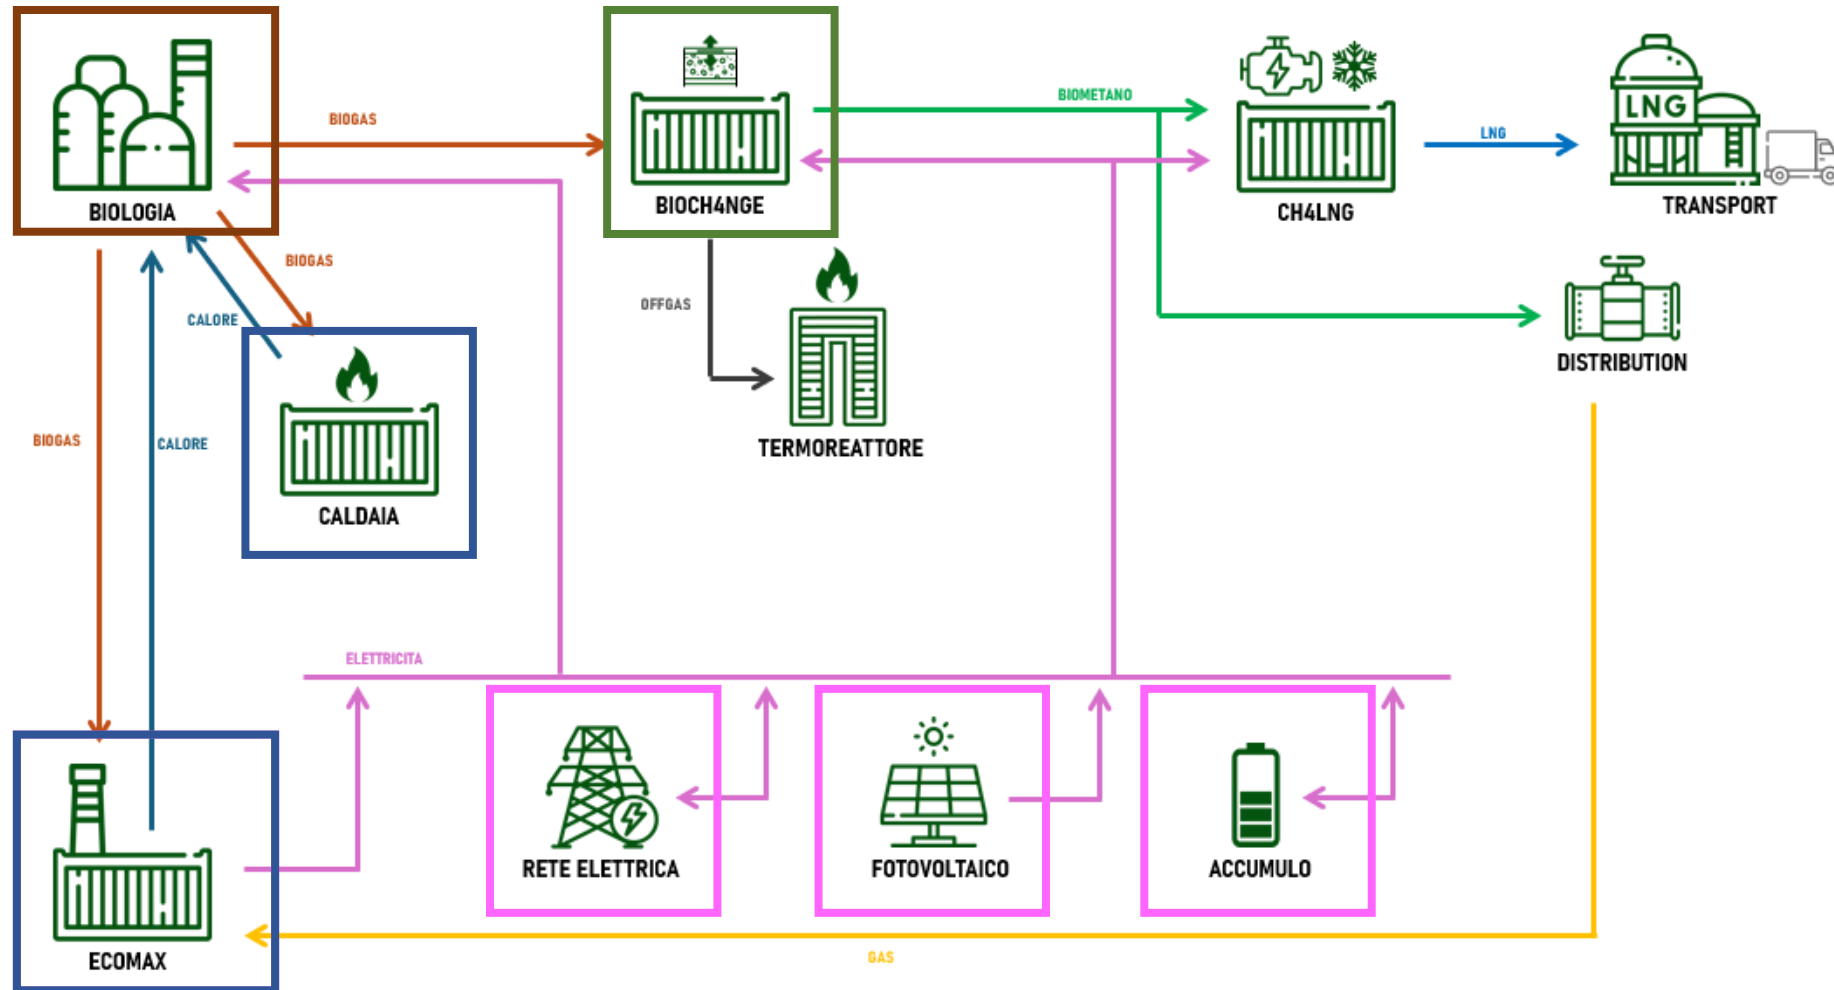 BIOLOGIA
BIOGAS
BIOCH4NGE
BIOMETANO
CH4LNG
LNG
LNG
TRANSPORT
BIOGAS
CALORE
OFFGAS
DISTRIBUTION
BIOGAS
CALORE
CALDAIA
TERMOREATTORE
ELETTRICITA
RETE ELETTRICA
FOTOVOLTAICO
ACCUMULO
ECOMAX
GAS